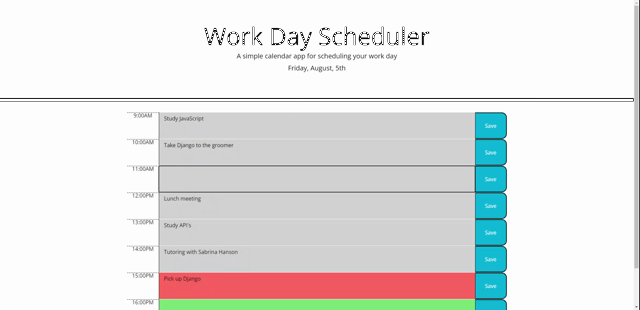 Work Day Scheduler
A simple calendar app for scheduling your work day
Friday, August, 5th
9:00AM Study JavaScript Save
10:00AM Take Django to the groomer Save
11:00AM Save
12:00PM Lunch meeting Save
13:00PM Study API's Save
14:00PM Tutoring with Sabrina Hanson Save
15:00PM Pick up Django Save
16:00PM